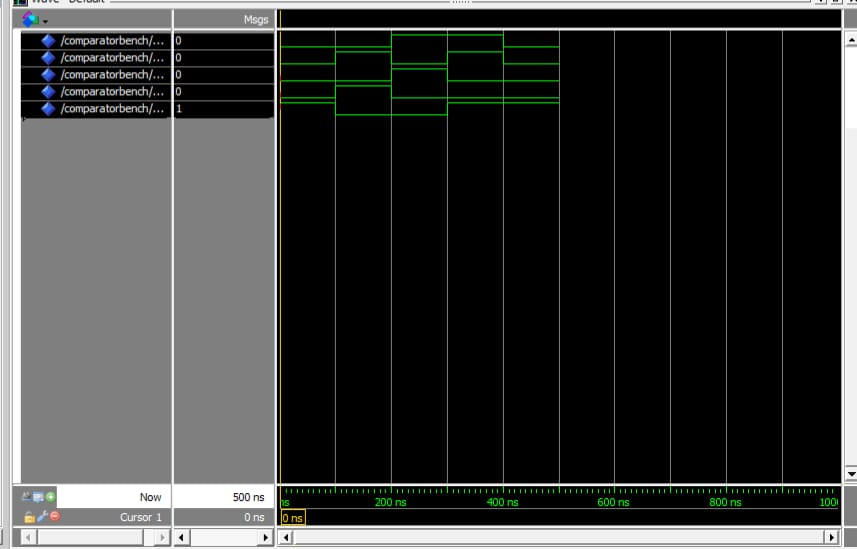 Wave - Default
Msgs
/comparatorbench/... 0
/comparatorbench/... 0
/comparatorbench/... 0
/comparatorbench/... 0
/comparatorbench/... 1
Now 500 ns ns 200 ns 400 ns 600 ns 800 ns 100
Cursor 1 0 ns 0 ns